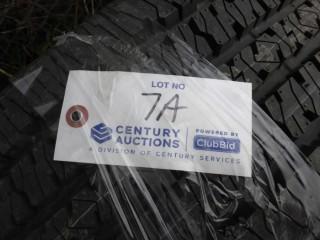 LOT NO
7A
CENTURY POWERED BY
AUCTIONS ClubBid
A DIVISION OF CENTURY SERVICES